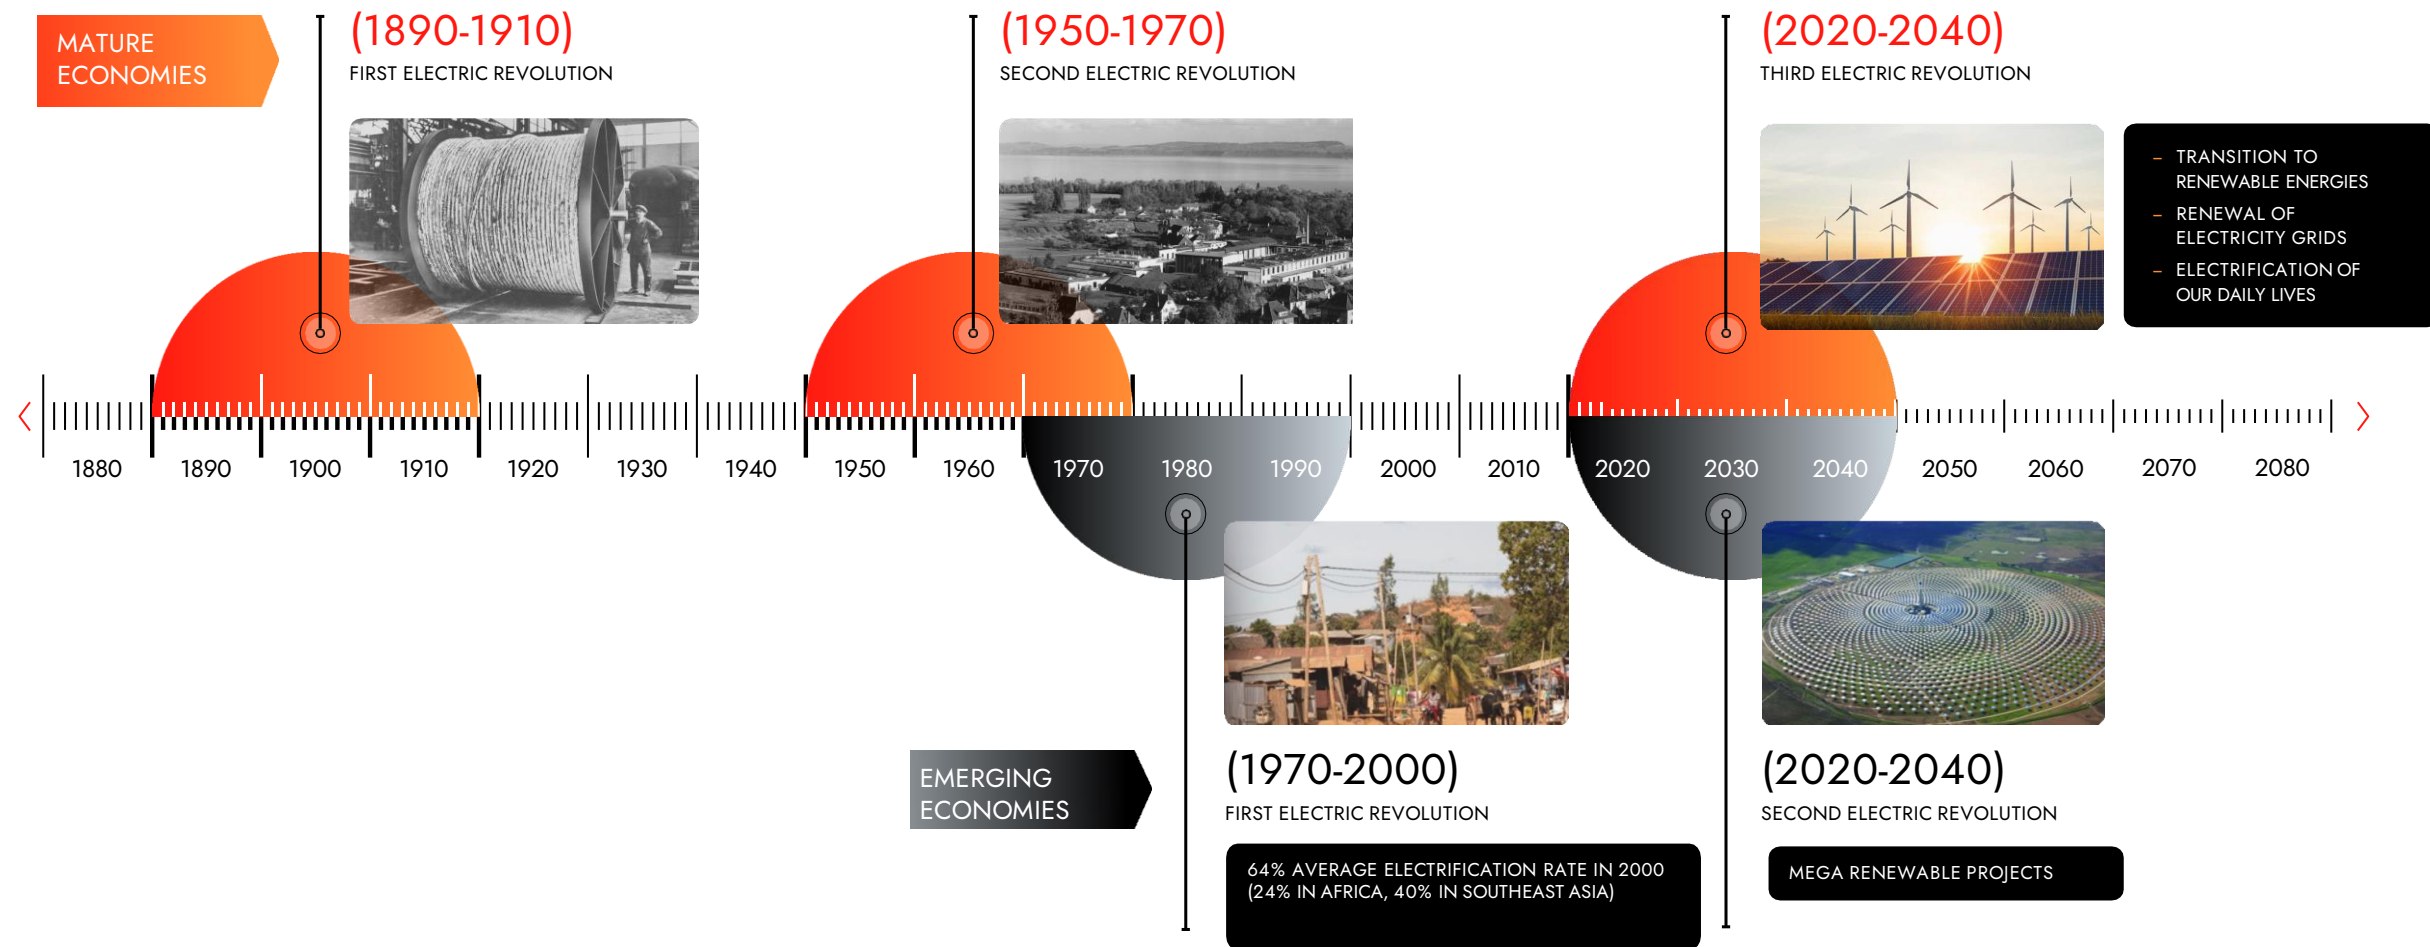 MATURE
ECONOMIES
(1890-1910)
FIRST ELECTRIC REVOLUTION
(1950-1970)
SECOND ELECTRIC REVOLUTION
(2020-2040)
THIRD ELECTRIC REVOLUTION
– TRANSITION TO
RENEWABLE ENERGIES
– RENEWAL OF
ELECTRICITY GRIDS
– ELECTRIFICATION OF
OUR DAILY LIVES
1880 1890 1900 1910 1920 1930 1940 1950 1960 1970 1980 1990 2000 2010 2020 2030 2040 2050 2060 2070 2080
EMERGING
ECONOMIES
(1970-2000)
FIRST ELECTRIC REVOLUTION
64% AVERAGE ELECTRIFICATION RATE IN 2000
(24% IN AFRICA, 40% IN SOUTHEAST ASIA)
(2020-2040)
SECOND ELECTRIC REVOLUTION
MEGA RENEWABLE PROJECTS